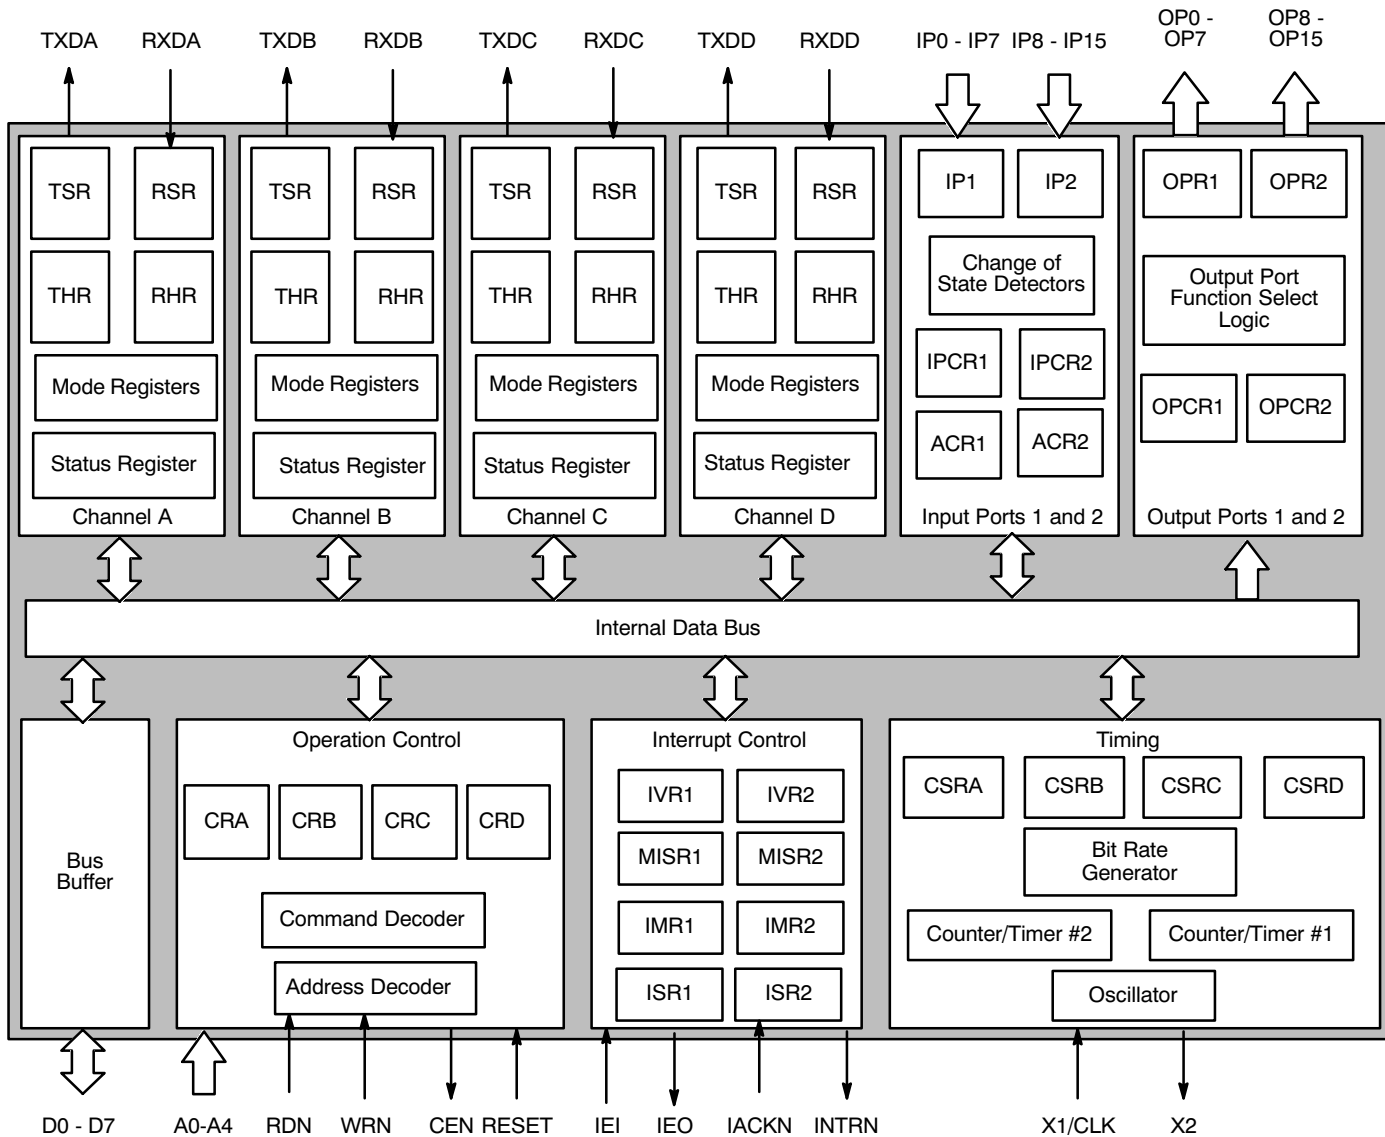 TXDA RXDA TXDB RXDB TXDC RXDC TXDD RXDD IP0 - IP7 IP8 - IP15
OP0 -
OP7
OP8 -
OP15
TSR RSR
THR RHR
Mode Registers
Status Register
Channel A
TSR RSR
THR RHR
Mode Registers
Status Register
Channel B
TSR RSR
THR RHR
Mode Registers
Status Register
Channel C
TSR RSR
THR RHR
Mode Registers
Status Register
Channel D
IP1 IP2
Change of
State Detectors
IPCR1 IPCR2
ACR1 ACR2
Input Ports 1 and 2
OPR1 OPR2
Output Port
Function Select
Logic
OPCR1 OPCR2
Output Ports 1 and 2
Internal Data Bus
Bus
Buffer
Operation Control
CRA CRB CRC CRD
Command Decoder
Address Decoder
Interrupt Control
IVR1 IVR2
MISR1 MISR2
IMR1 IMR2
ISR1 ISR2
Timing
CSRA CSRB CSRC CSRD
Bit Rate
Generator
Counter/Timer #2 Counter/Timer #1
Oscillator
D0 - D7 A0-A4 RDN WRN CEN RESET IEI IEO IACKN INTRN X1/CLK X2